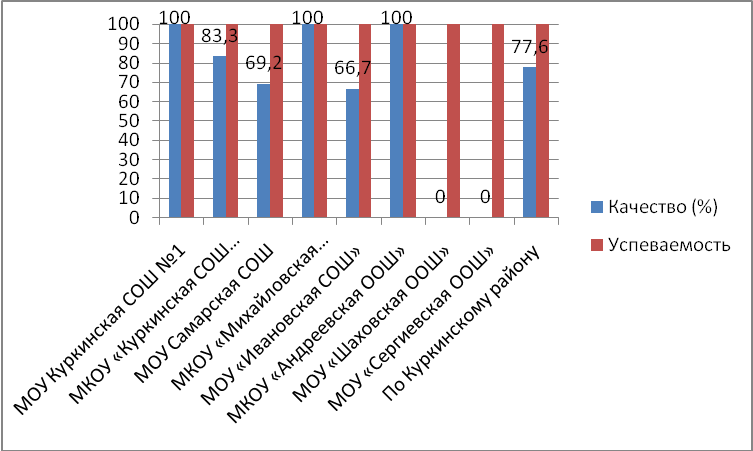 100
90
80
70
60
50
40
30
20
10
0
100
83,3
69,2
100
66,7
100
0
0
77,6
МОУ Куркинская СОШ №1
МКОУ «Куркинская СОШ...
МОУ Самарская СОШ
МКОУ «Михайловская...
МОУ «Ивановская СОШ»
МКОУ «Андреевская ООШ»
МОУ «Шаховская ООШ»
МОУ «Сергиевская ООШ»
По Куркинскому району
Качество (%)
Успеваемость